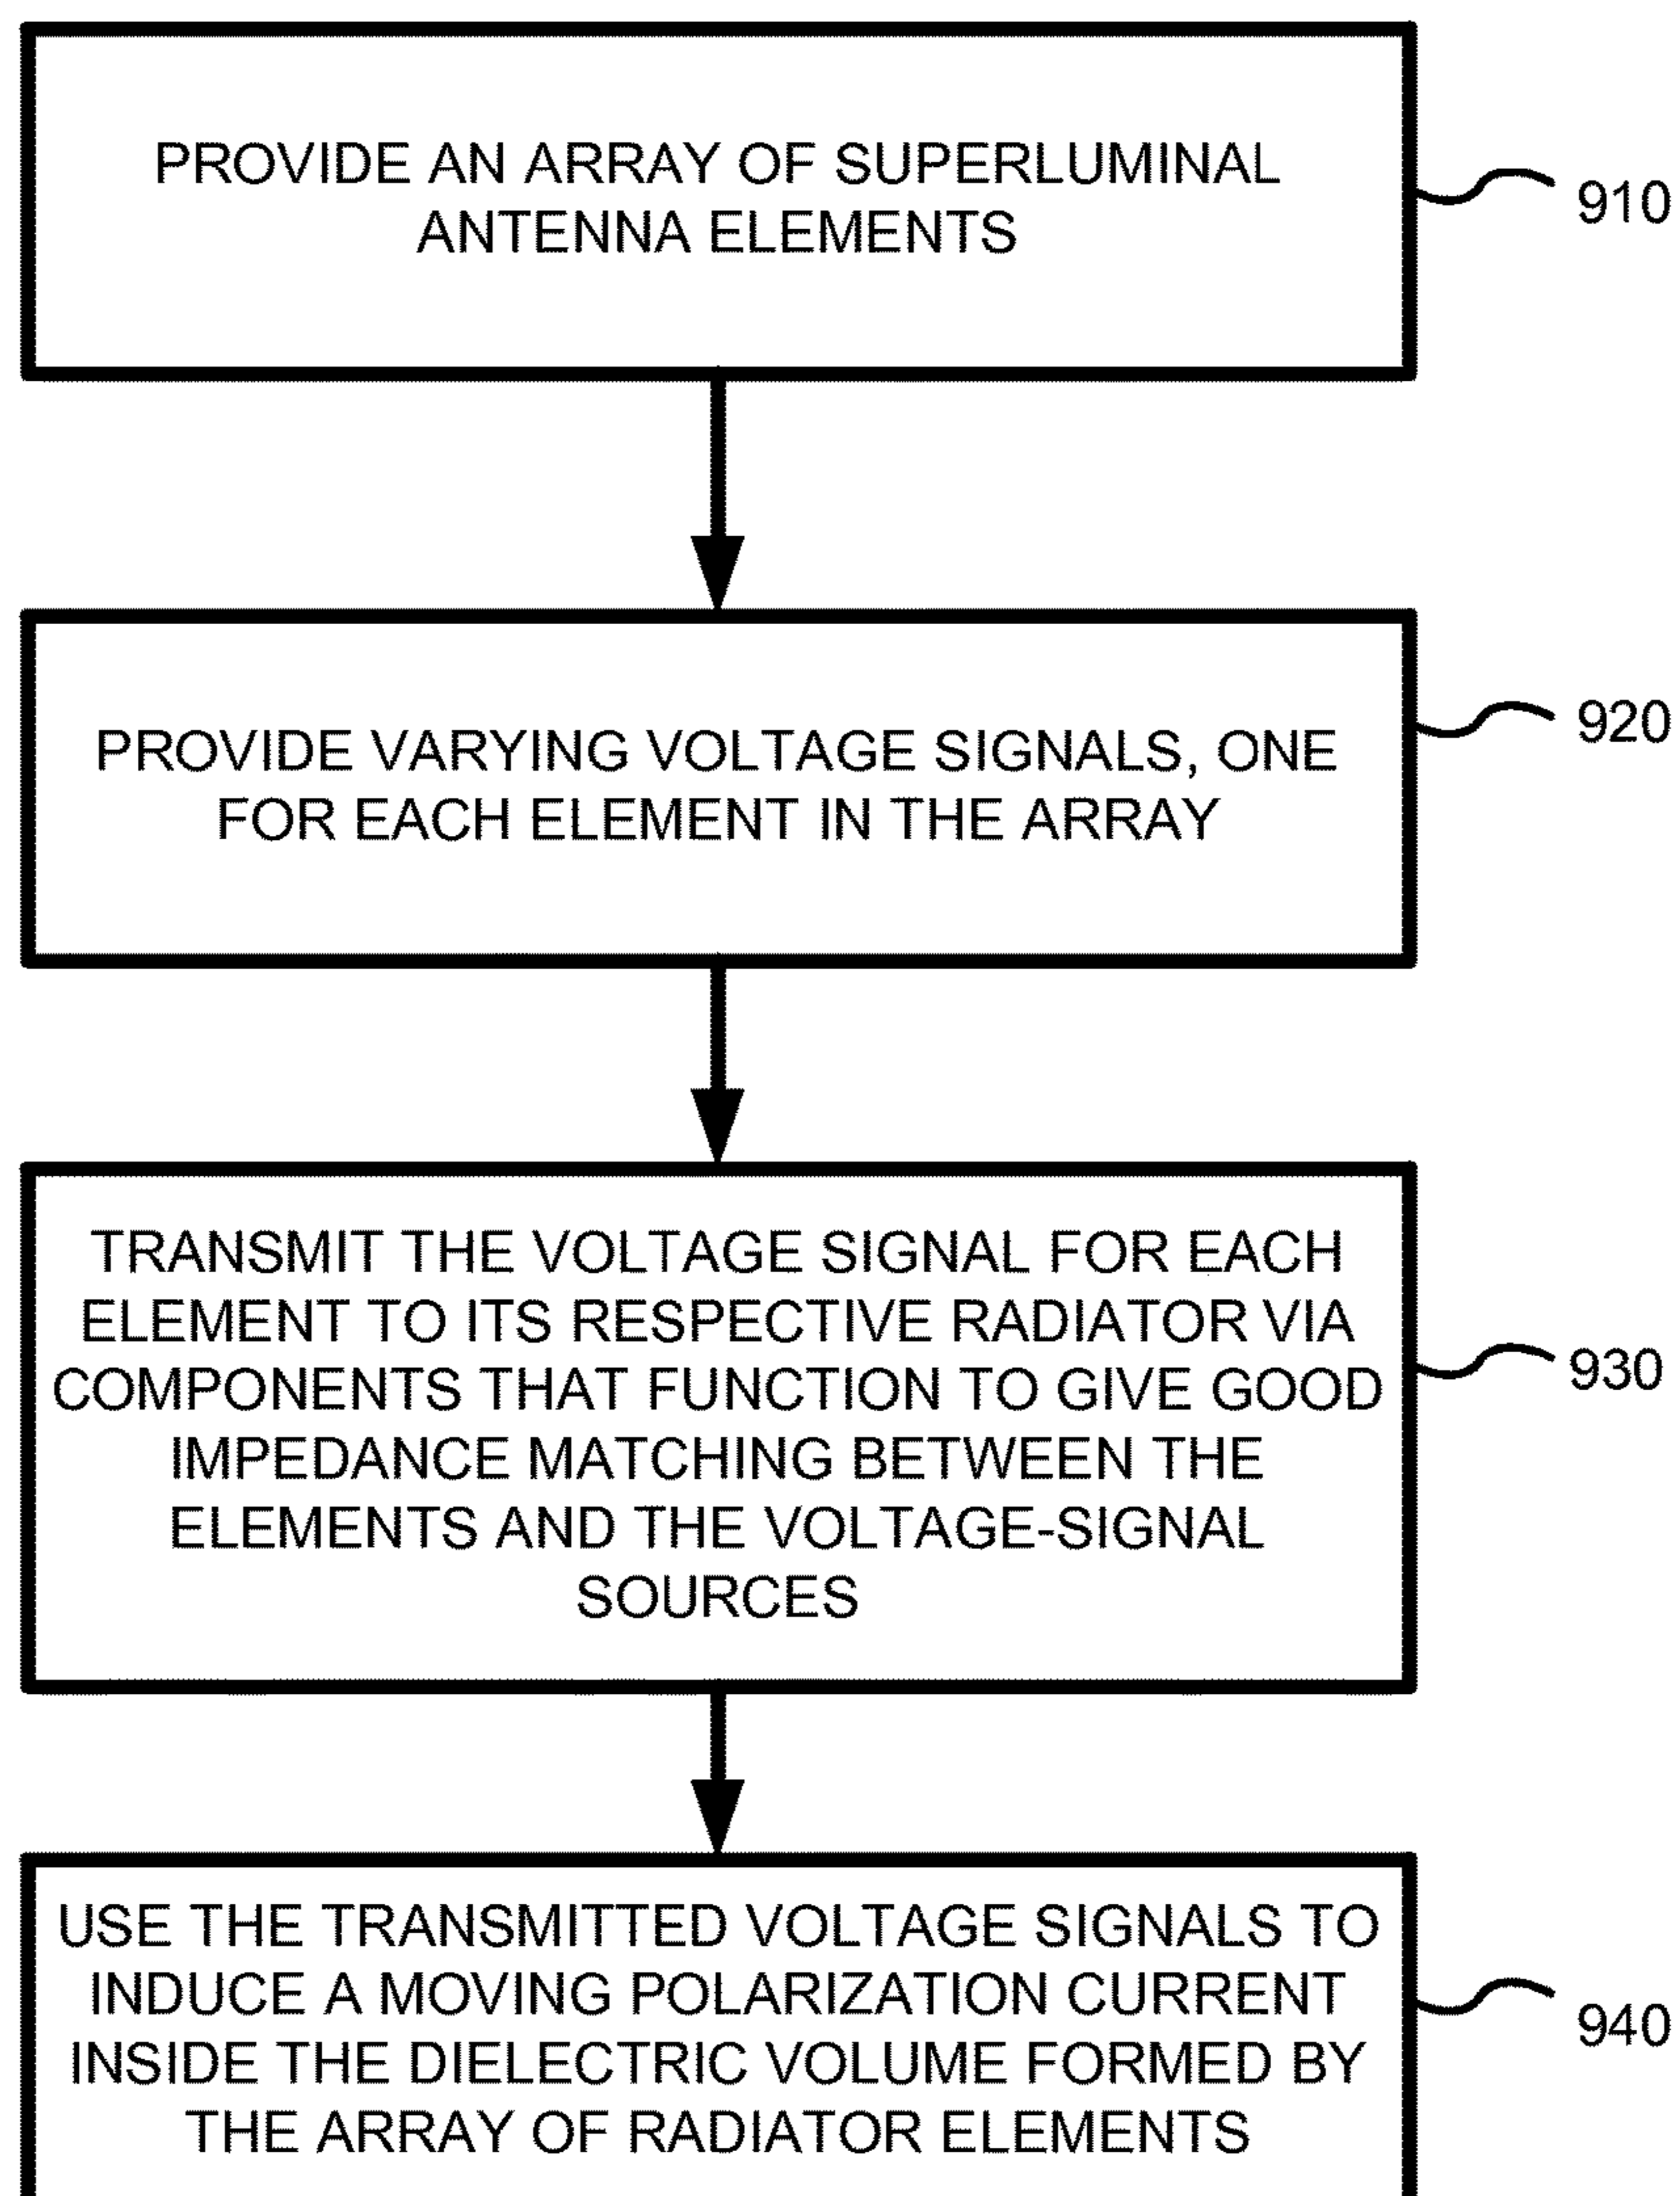 PROVIDE AN ARRAY OF SUPERLUMINAL
ANTENNA ELEMENTS
910
PROVIDE VARYING VOLTAGE SIGNALS, ONE
FOR EACH ELEMENT IN THE ARRAY
920
TRANSMIT THE VOLTAGE SIGNAL FOR EACH
ELEMENT TO ITS RESPECTIVE RADIATOR VIA
COMPONENTS THAT FUNCTION TO GIVE GOOD
IMPEDANCE MATCHING BETWEEN THE
ELEMENTS AND THE VOLTAGE-SIGNAL
SOURCES
930
USE THE TRANSMITTED VOLTAGE SIGNALS TO
INDUCE A MOVING POLARIZATION CURRENT
INSIDE THE DIELECTRIC VOLUME FORMED BY
THE ARRAY OF RADIATOR ELEMENTS
940